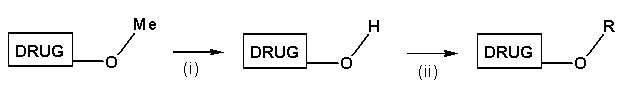 Me
DRUG O (i)
H
DRUG O (ii)
R
DRUG O